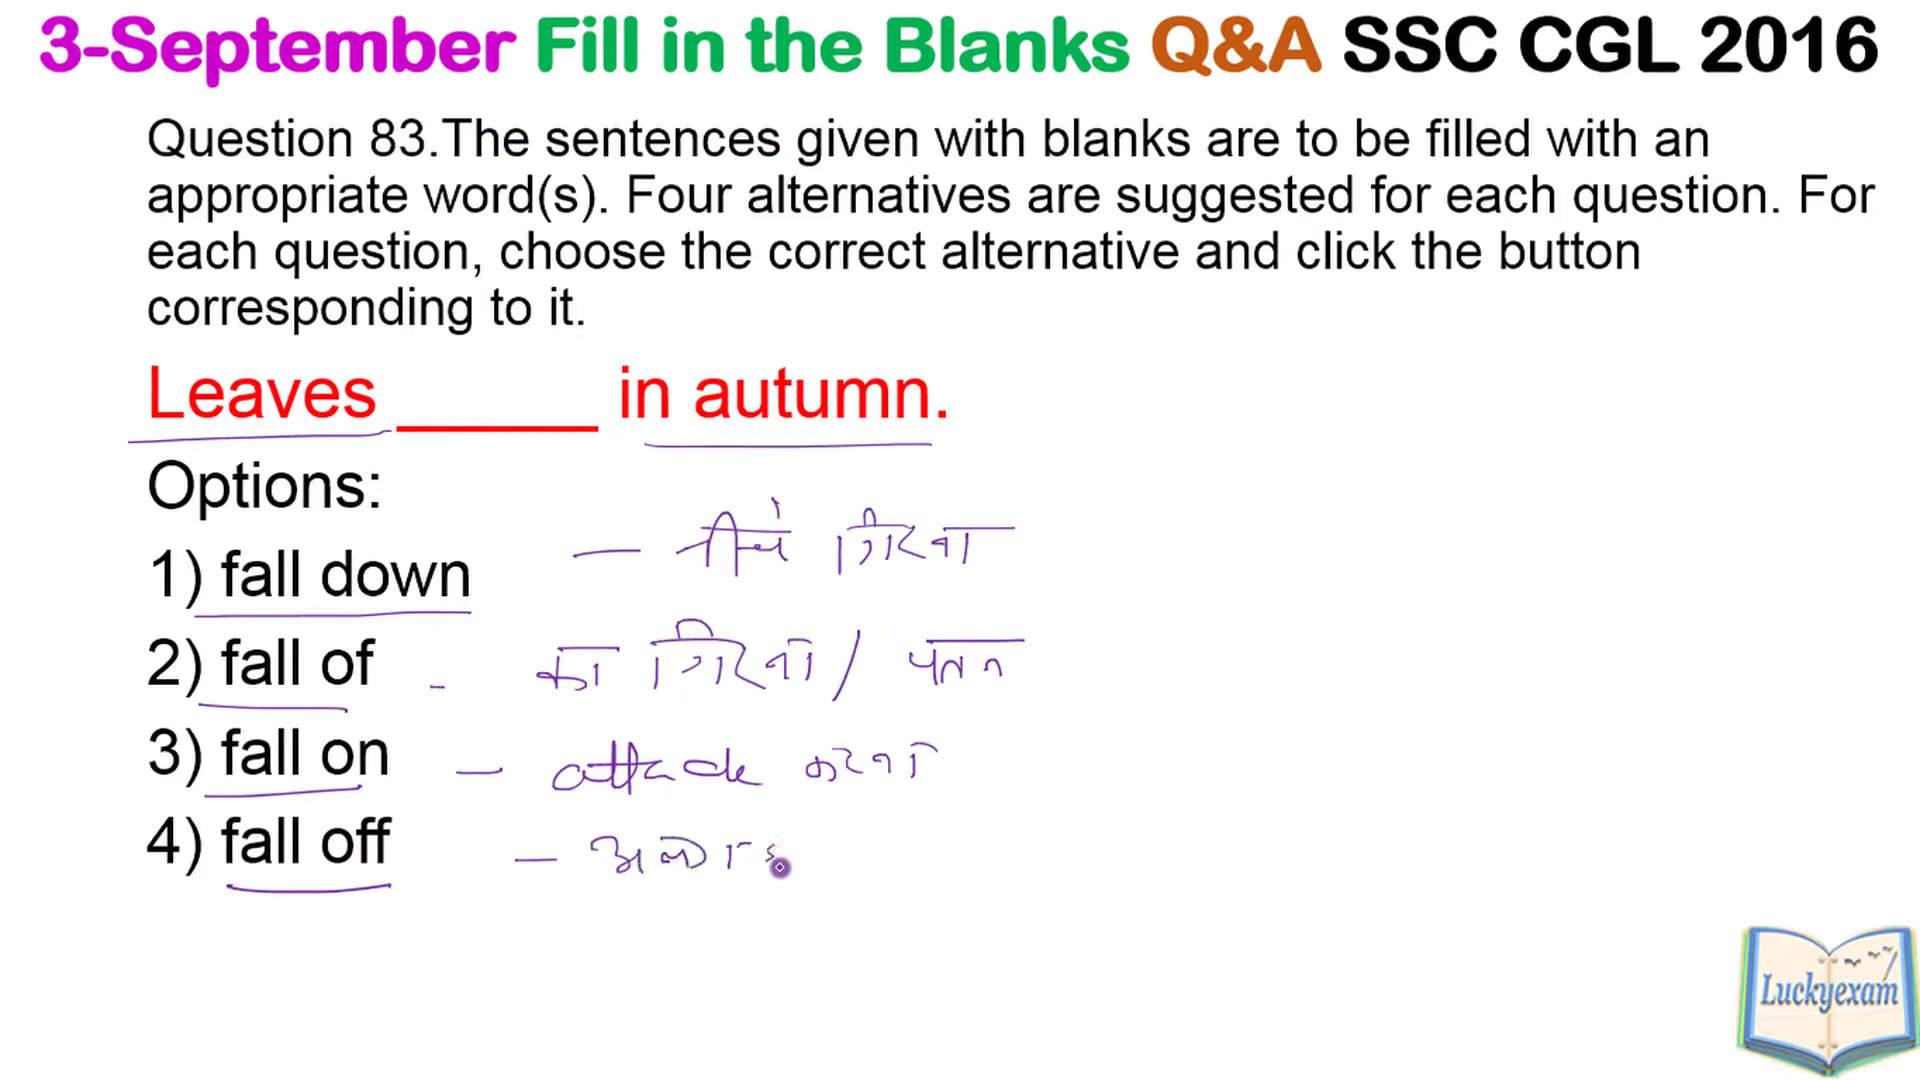 3-September Fill in the Blanks Q&A SSC CGL 2016
Question 83.The sentences given with blanks are to be filled with an
appropriate word(s). Four alternatives are suggested for each question. For
each question, choose the correct alternative and click the button
corresponding to it.
Leaves ______ in autumn.
Options:
1) fall down — नीचे गिरना
2) fall of - का गिरना / पतन
3) fall on — attack करना
4) fall off —
Luckyexam